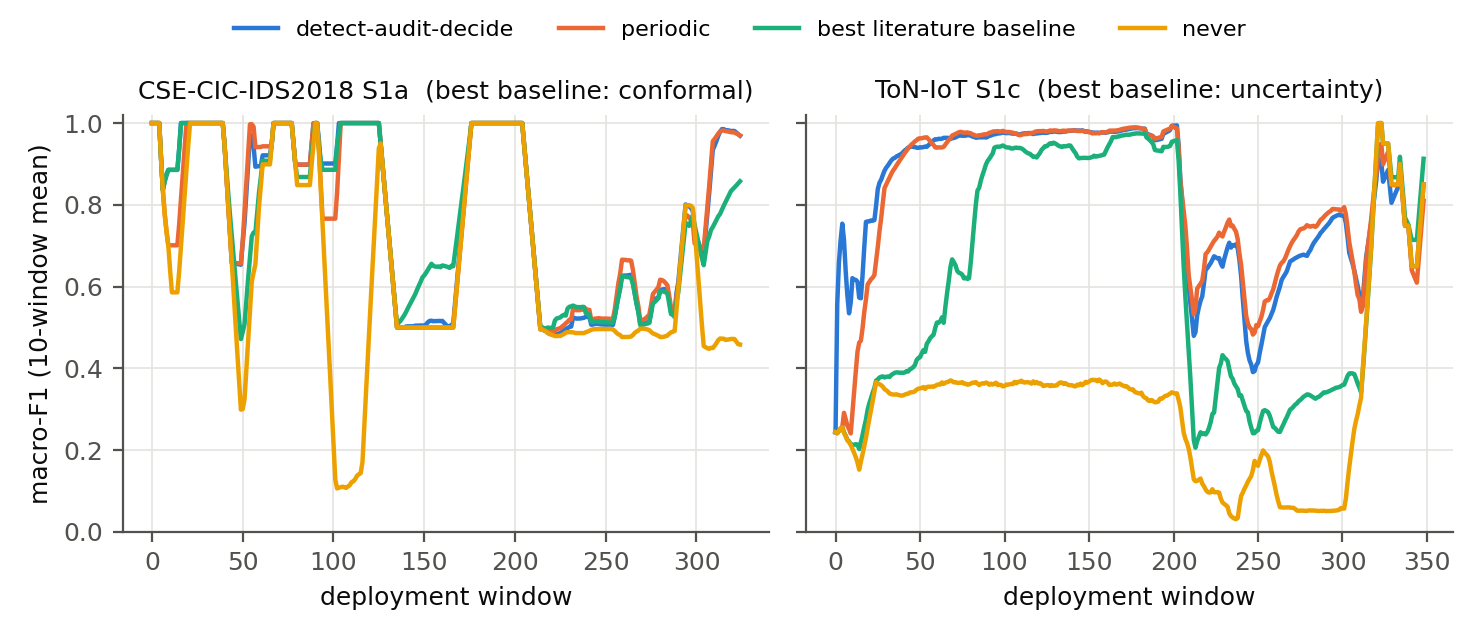 detect-audit-decide periodic best literature baseline never
CSE-CIC-IDS2018 S1a (best baseline: conformal)
ToN-IoT S1c (best baseline: uncertainty)
macro-F1 (10-window mean)
1.0
0.8
0.6
0.4
0.2
0.0
0 50 100 150 200 250 300
0 50 100 150 200 250 300 350
deployment window
deployment window